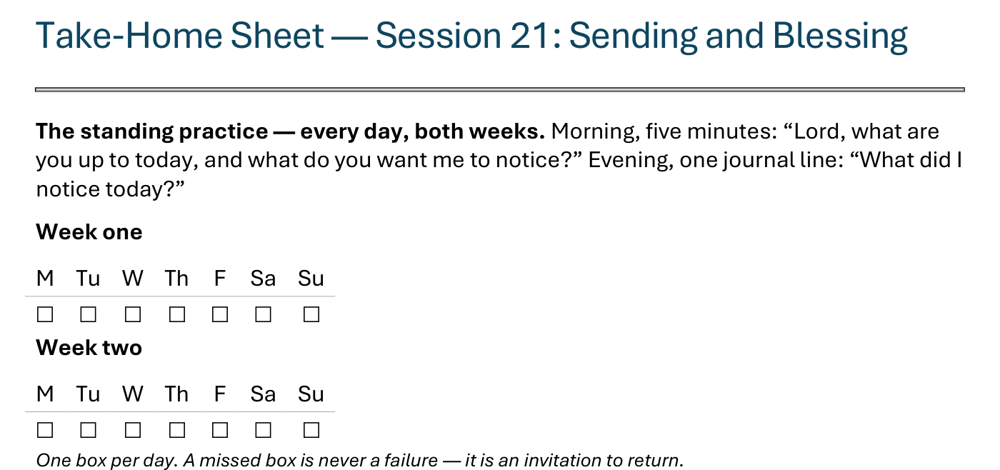 Take-Home Sheet — Session 21: Sending and Blessing
The standing practice — every day, both weeks. Morning, five minutes: “Lord, what are
you up to today, and what do you want me to notice?” Evening, one journal line: “What did I
notice today?”
Week one
M Tu W Th F Sa Su
☐ ☐ ☐ ☐ ☐ ☐ ☐
Week two
M Tu W Th F Sa Su
☐ ☐ ☐ ☐ ☐ ☐ ☐
One box per day. A missed box is never a failure — it is an invitation to return.